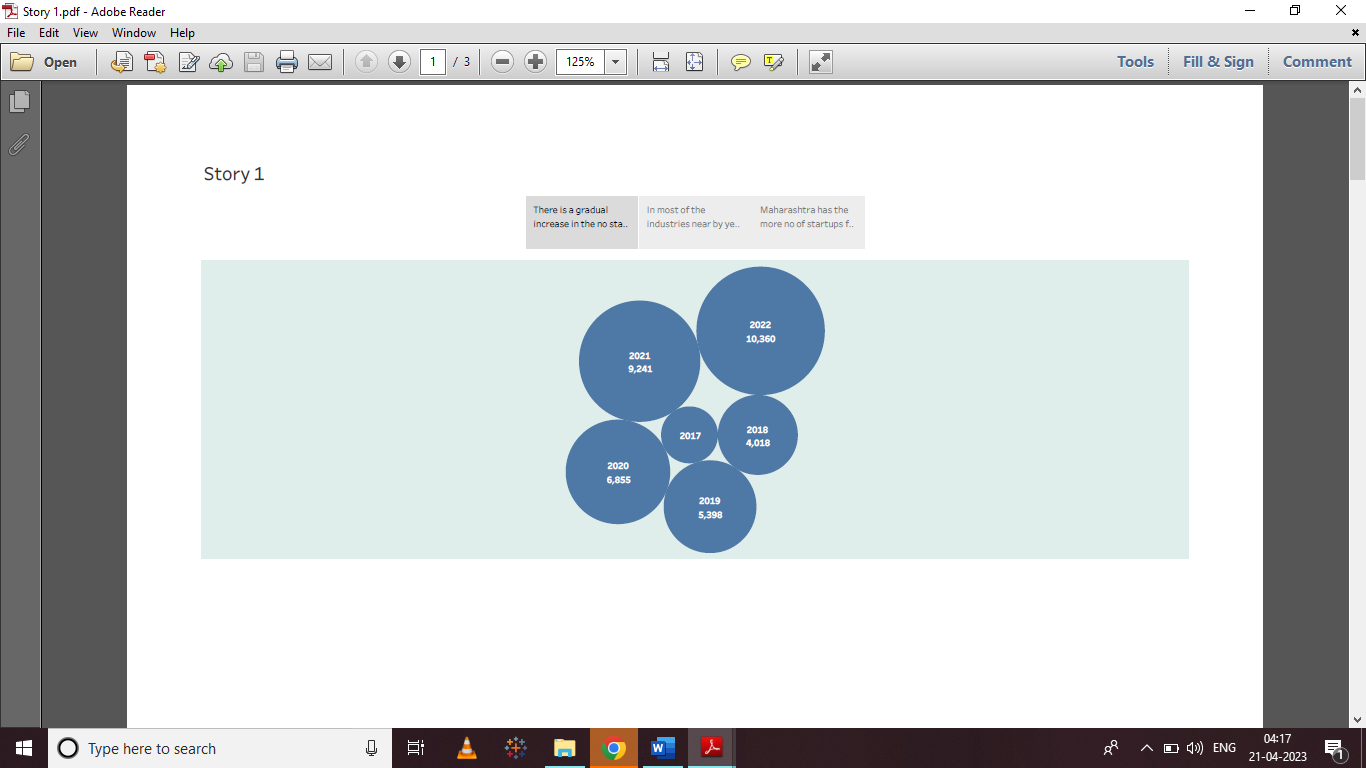 Story 1.pdf - Adobe Reader
File Edit View Window Help
Open 1 / 3 125% Tools Fill & Sign Comment
Story 1
There is a gradual
increase in the no sta..
In most of the
industries near by ye..
Maharashtra has the
more no of startups f..
2022
10,360
2021
9,241
2017
2018
4,018
2020
6,855
2019
5,398
Type here to search
ENG
04:17
21-04-2023
1